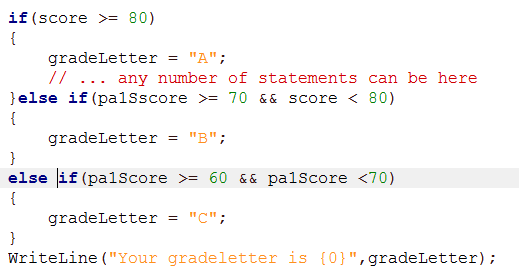 if(score >= 80)
{
    gradeLetter = "A";
    // ... any number of statements can be here
}else if(pa1Sscore >= 70 && score < 80)
{
    gradeLetter = "B";
}
else if(pa1Score >= 60 && pa1Score <70)
{
    gradeLetter = "C";
}
WriteLine("Your gradeletter is {0}",gradeLetter);